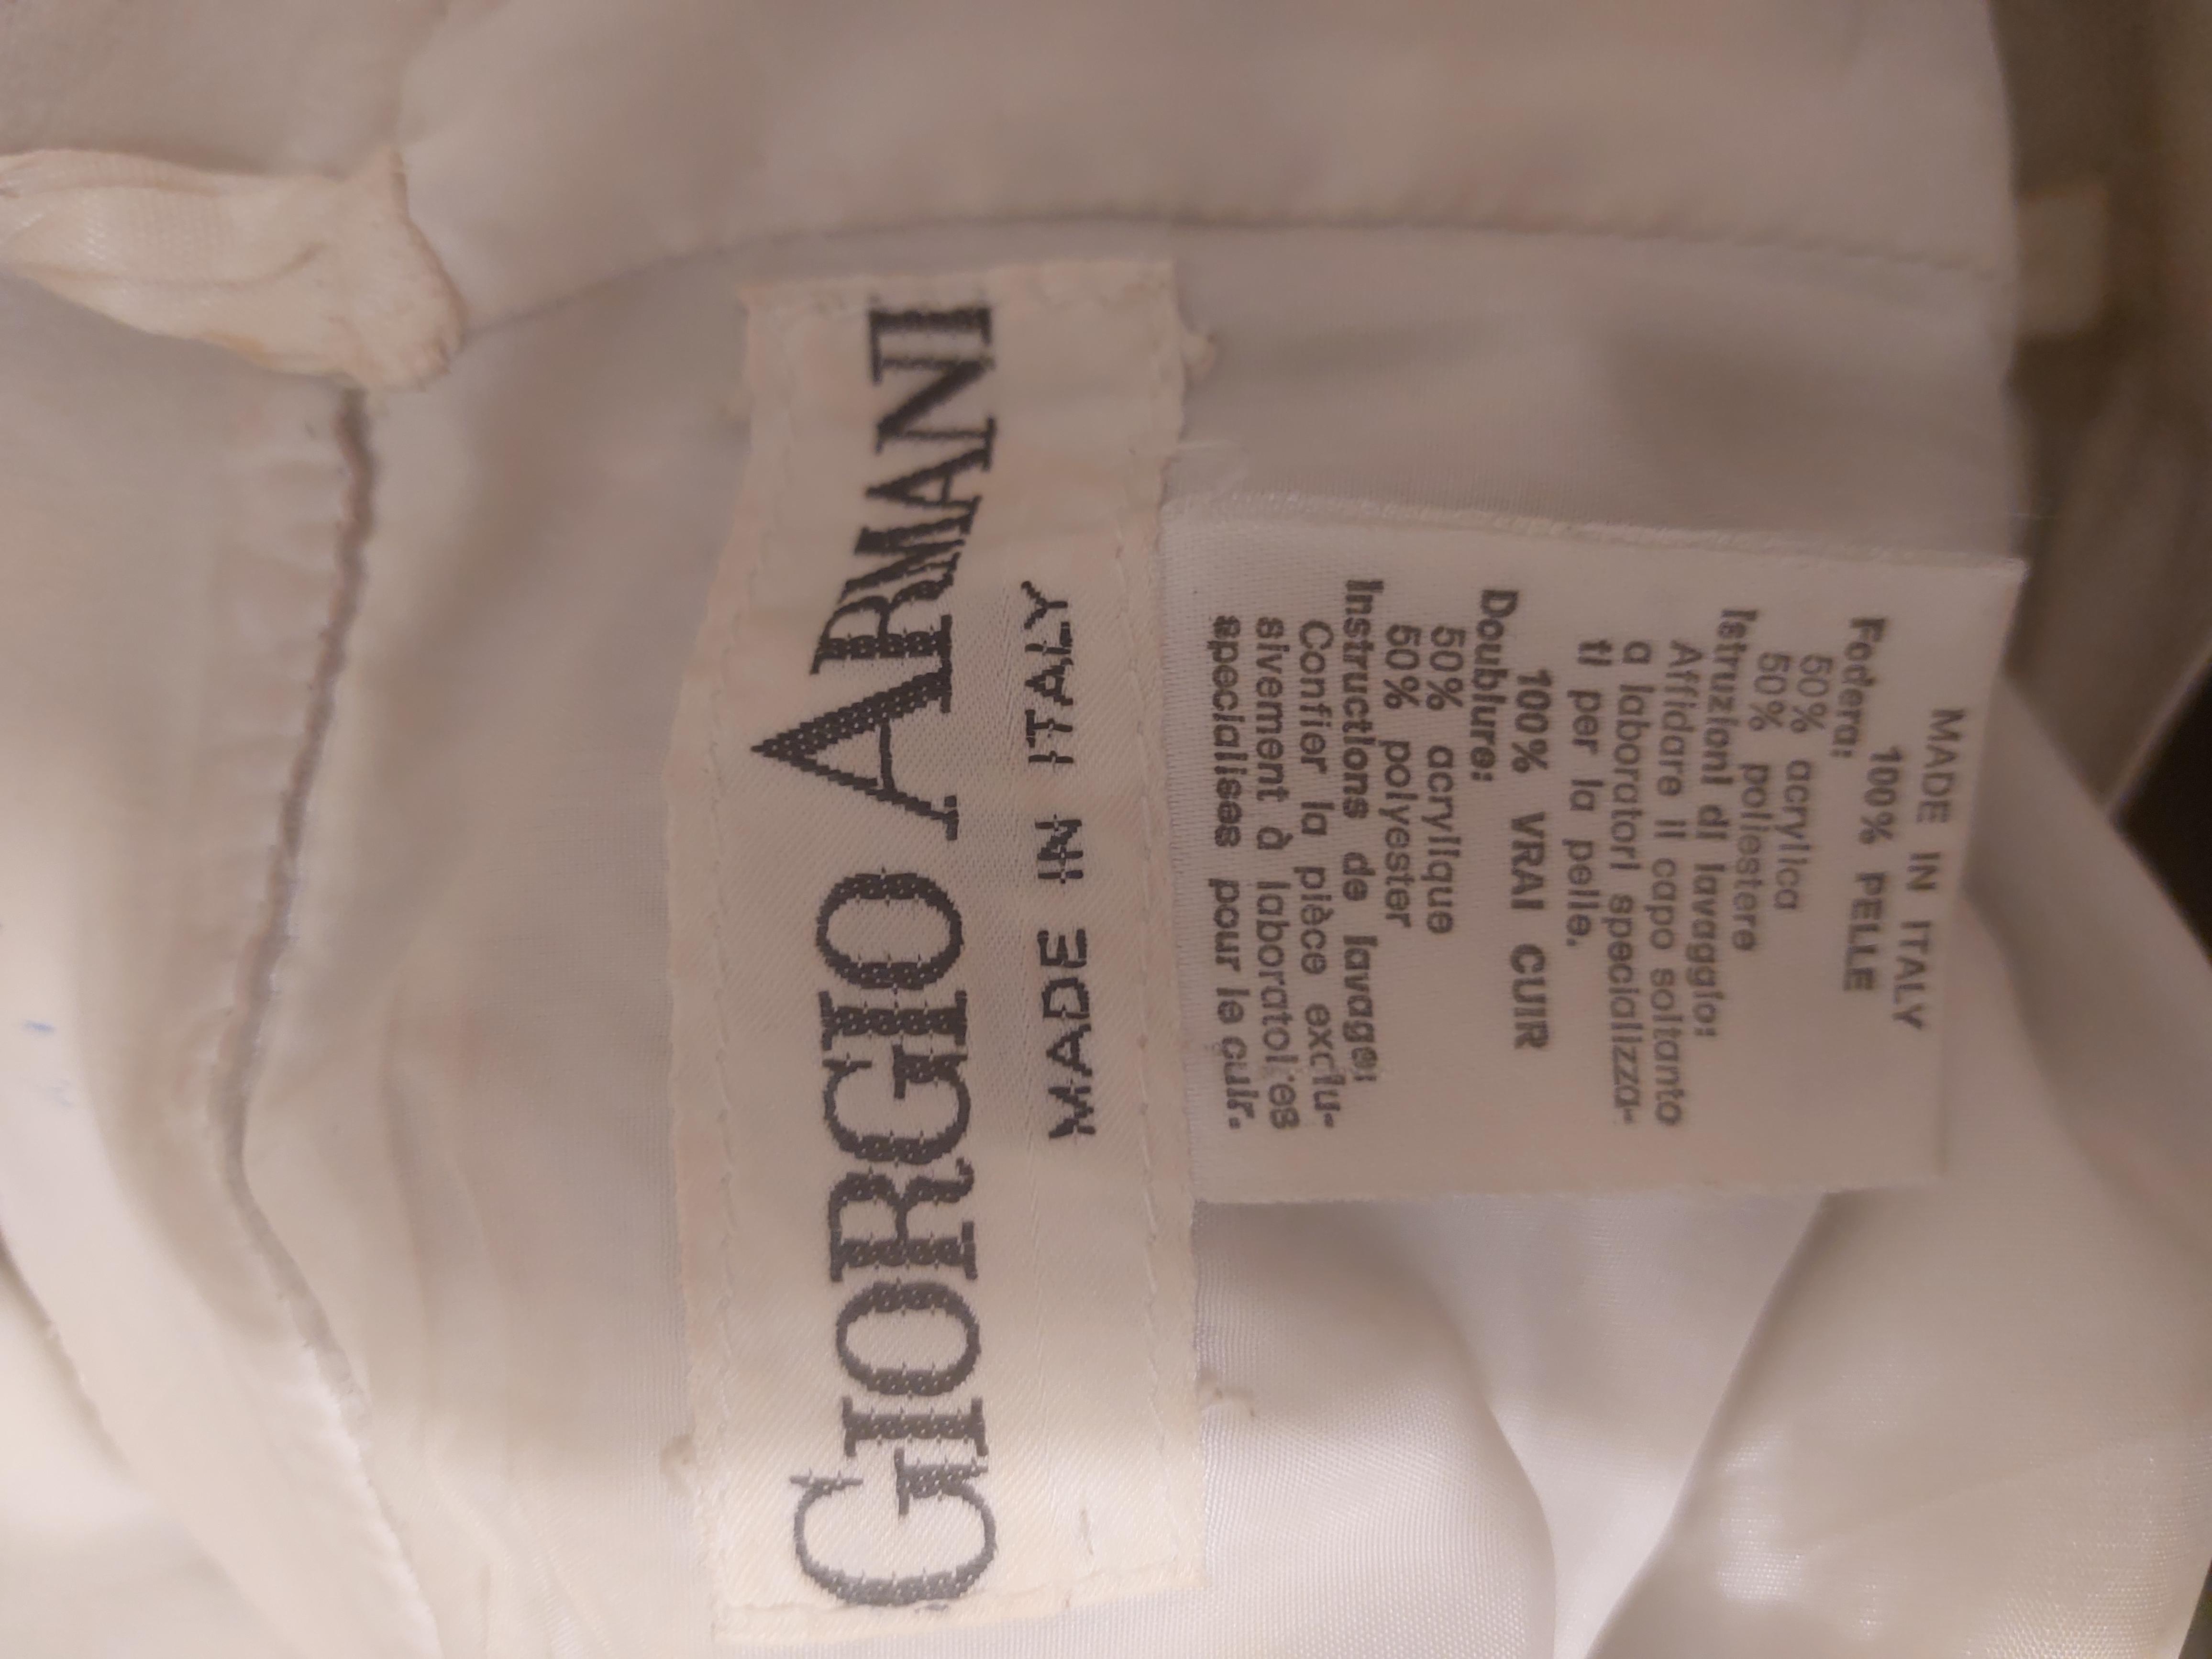 GIORGIO ARMANI
MADE IN ITALY
MADE IN ITALY
100% PELLE
Fodera:
50% acrylica
50% poliestere
Istruzioni di lavaggio:
Affidare il capo soltanto
a laboratori specializza-
ti per la pelle.
100% VRAI CUIR
Doublure:
50% acrylique
50% polyester
Instructions de lavage:
Confier la pièce exclu-
sivement à laboratoires
specialises pour le cuir.